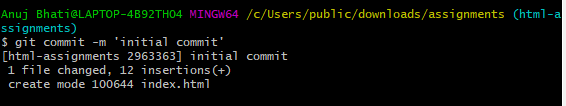 Anuj Bhati@LAPTOP-4B92TH04 MINGW64 /c/Users/public/downloads/assignments (html-a
ssignments)
$ git commit -m 'initial commit'
[html-assignments 2963363] initial commit
 1 file changed, 12 insertions(+)
 create mode 100644 index.html